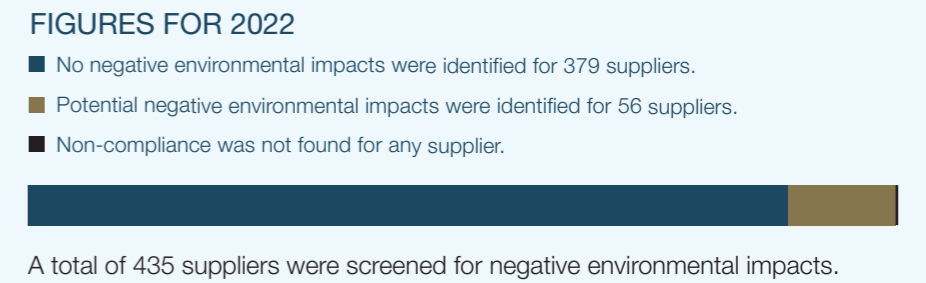 FIGURES FOR 2022
No negative environmental impacts were identified for 379 suppliers.
Potential negative environmental impacts were identified for 56 suppliers.
Non-compliance was not found for any supplier.
A total of 435 suppliers were screened for negative environmental impacts.